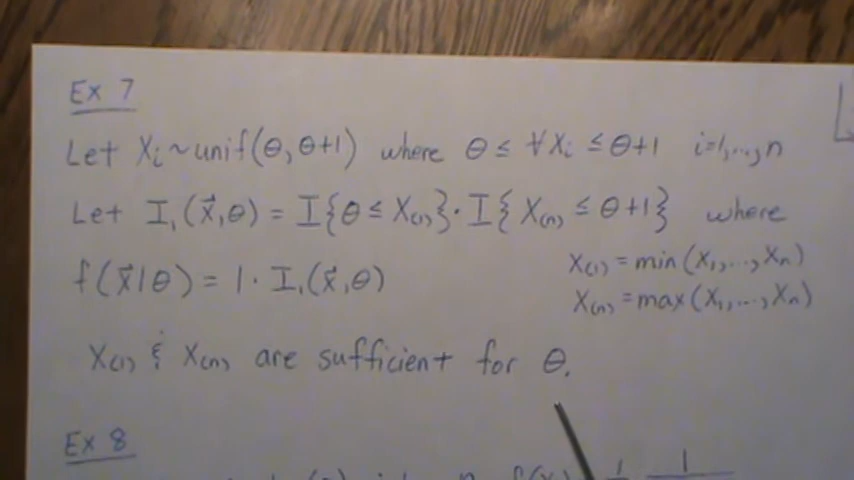 Ex 7
Let Xᵢ ~ unif(θ, θ+1) where θ ≤ ∀Xᵢ ≤ θ+1 i=1,...,n
Let I₁(x⃗,θ) = I{θ ≤ X₍₁₎}·I{X₍ₙ₎ ≤ θ+1} where
X₍₁₎ = min(X₁,...,Xₙ)
f(x⃗|θ) = 1·I₁(x⃗,θ)
X₍ₙ₎ = max(X₁,...,Xₙ)
X₍₁₎ & X₍ₙ₎ are sufficient for θ.
Ex 8